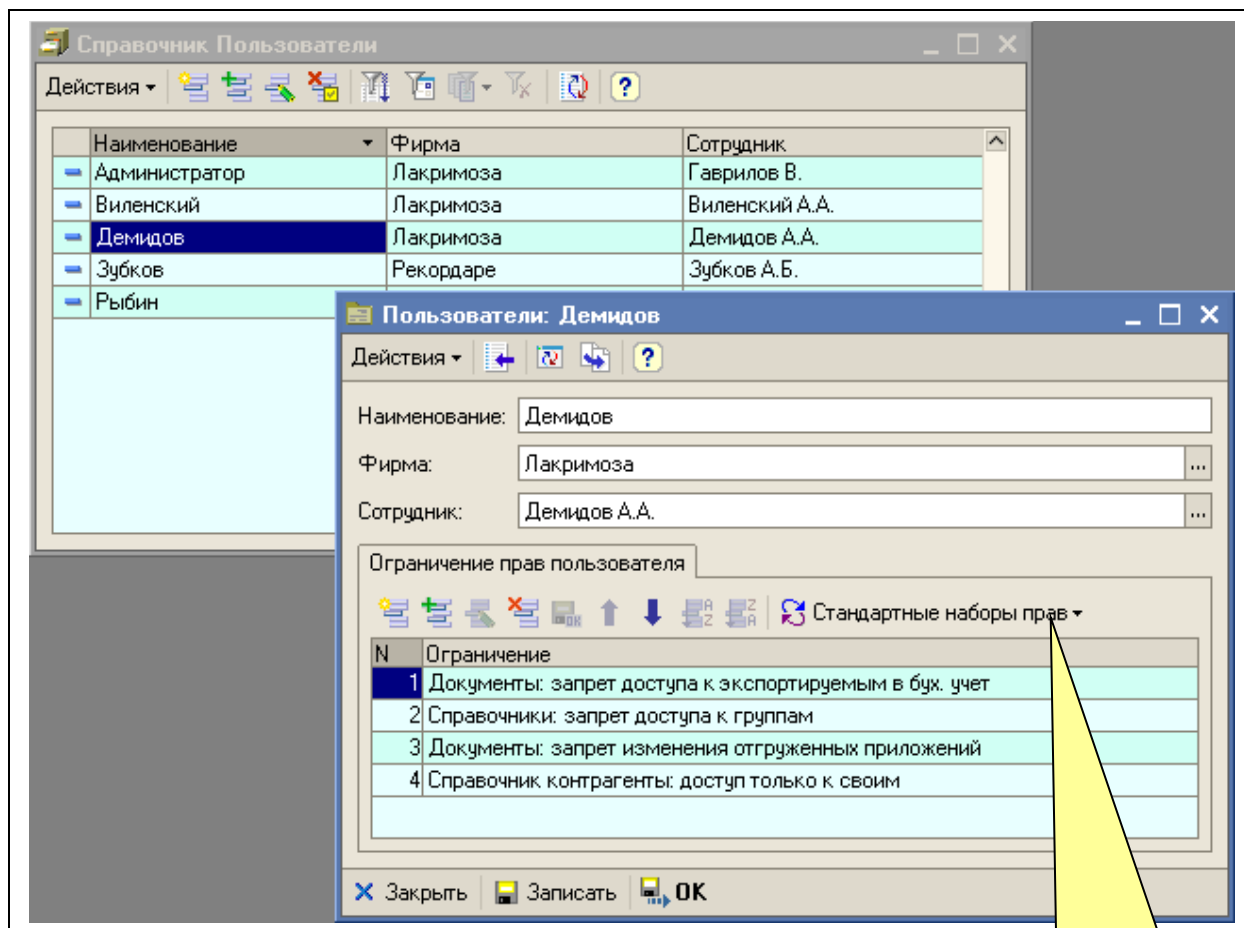 Справочник Пользователи
Действия
Наименование Фирма Сотрудник
Администратор Лакримоза Гаврилов В.
Виленский Лакримоза Виленский А.А.
Демидов Лакримоза Демидов А.А.
Зубков Рекордаре Зубков А.Б.
Рыбин
Пользователи: Демидов
Действия
Наименование: Демидов
Фирма: Лакримоза ...
Сотрудник: Демидов А.А. ...
Ограничение прав пользователя
Стандартные наборы прав
N Ограничение
1 Документы: запрет доступа к экспортируемым в бух. учет
2 Справочники: запрет доступа к группам
3 Документы: запрет изменения отгруженных приложений
4 Справочник контрагенты: доступ только к своим
Закрыть Записать OK